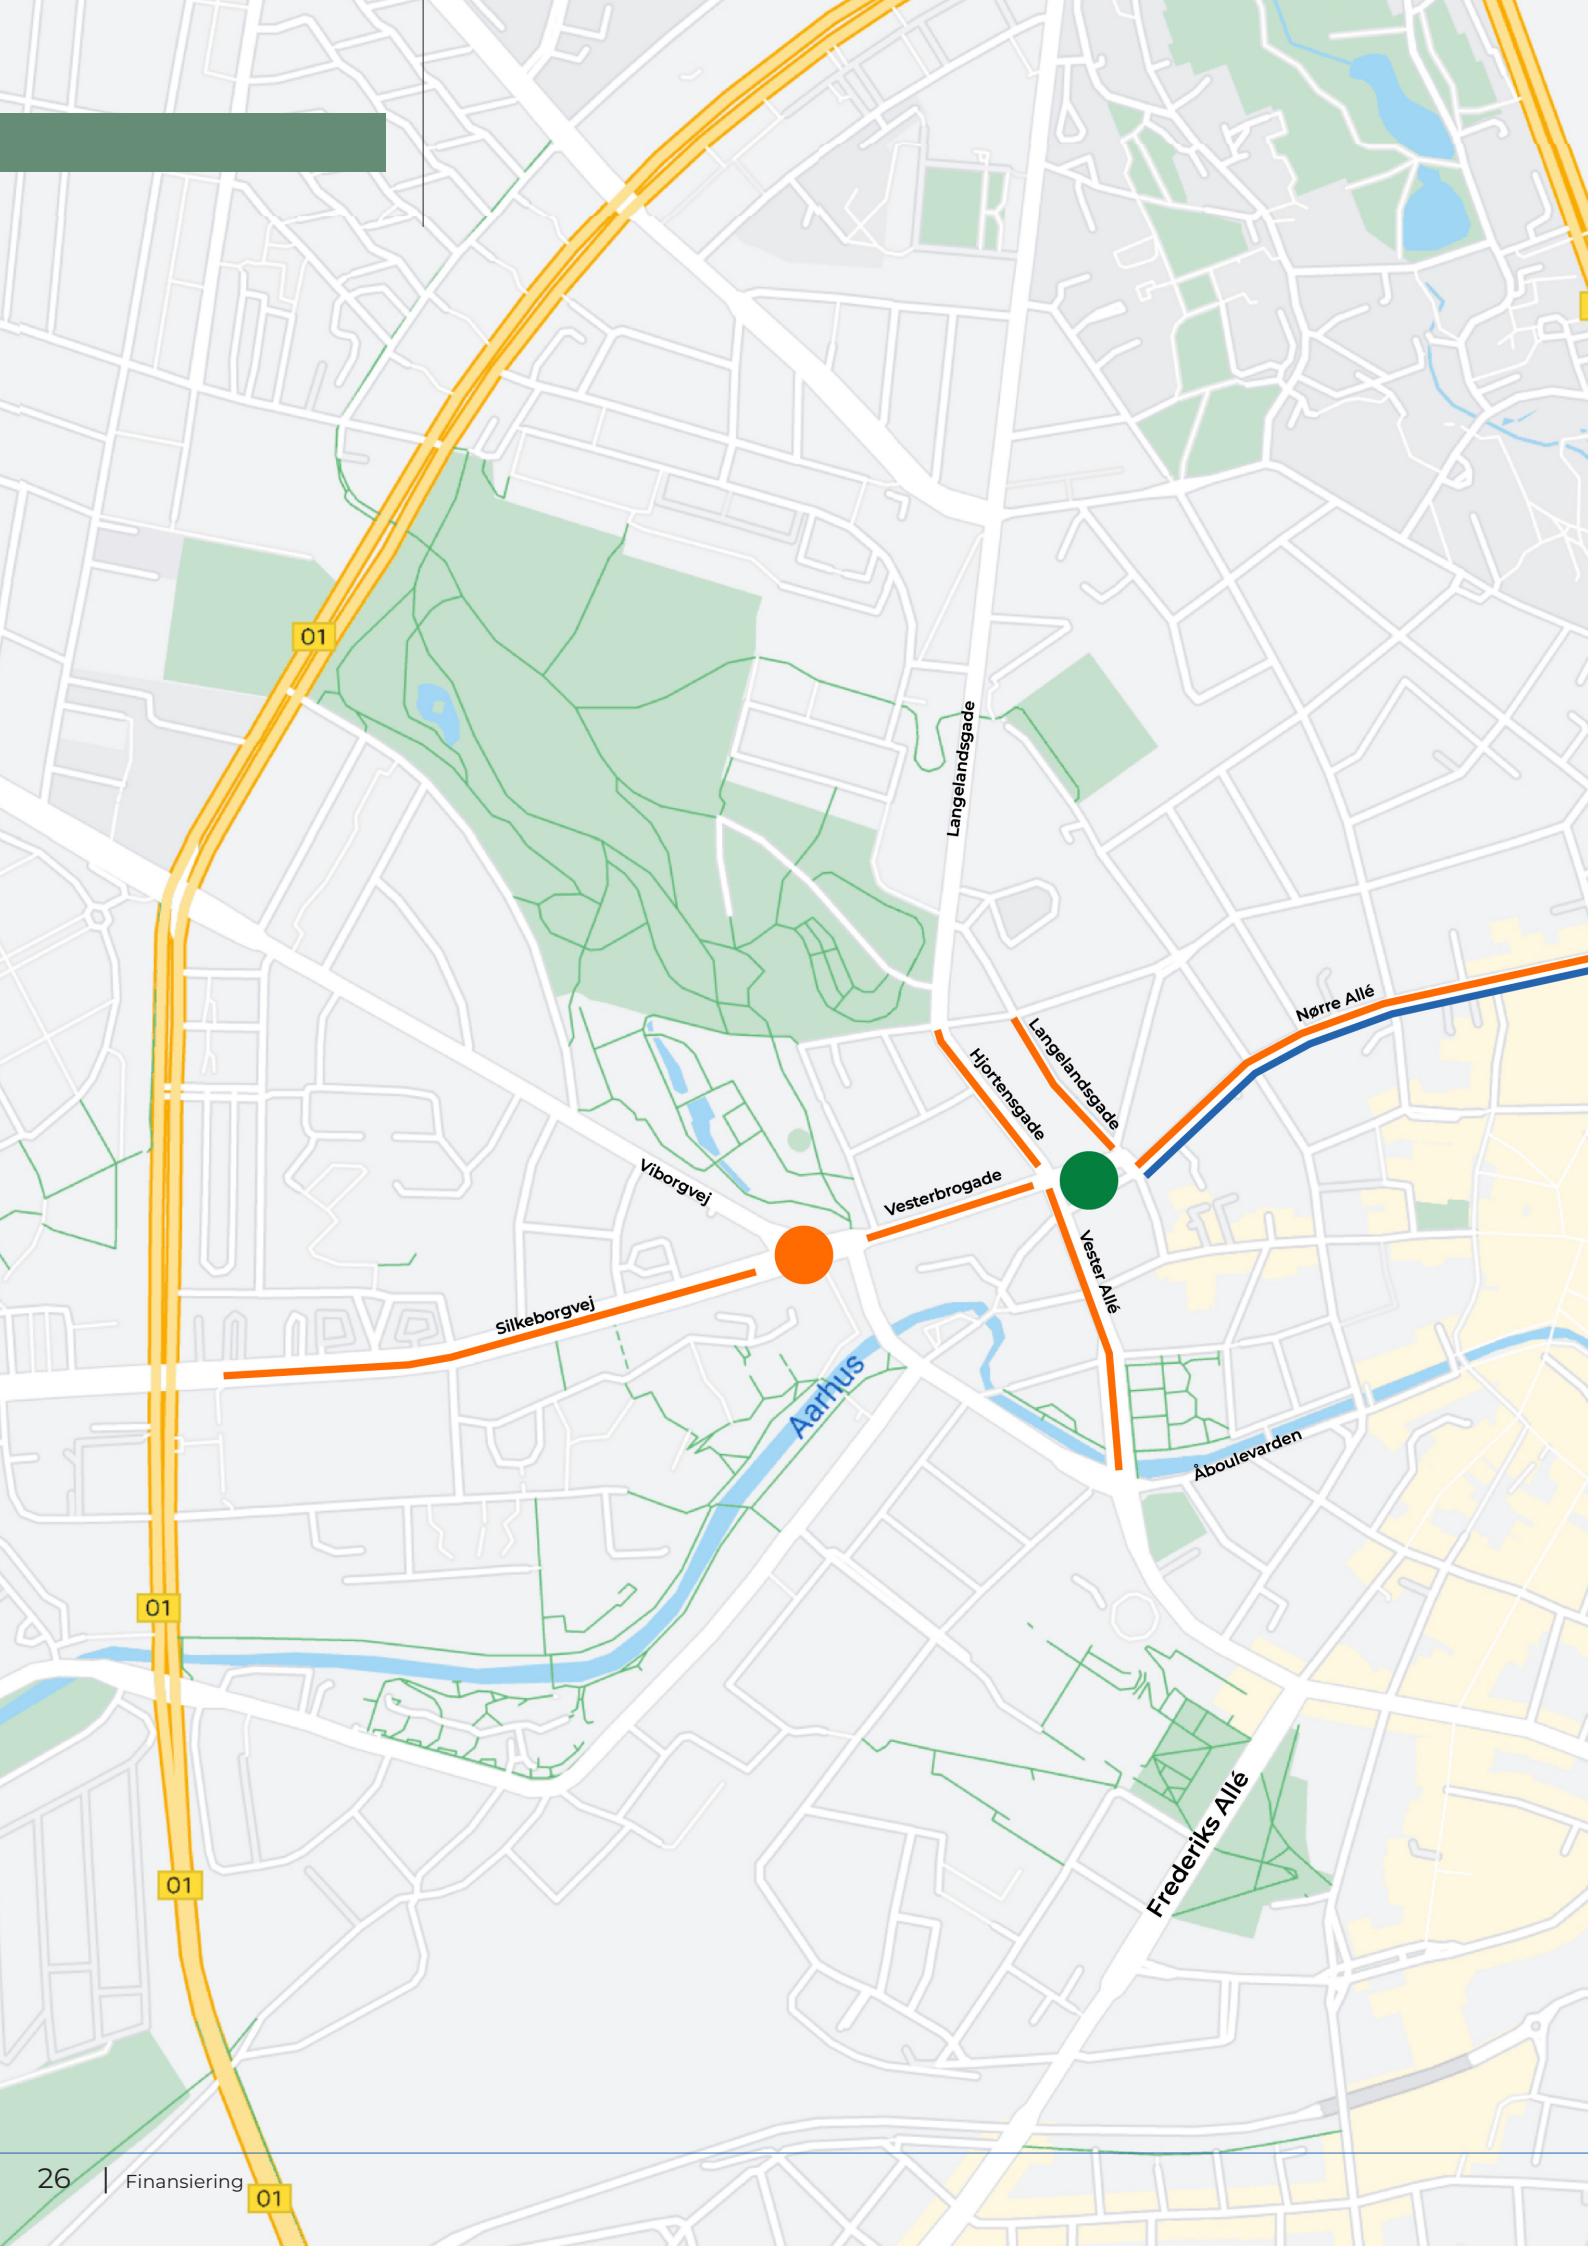 01
Langelandsgade
Nørre Allé
Langelandsgade
Hjortensgade
Viborgvej
Vesterbrogade
Vester Allé
Silkeborgvej
Aarhus
Åboulevarden
01
Frederiks Allé
01
26 | Finansiering
01